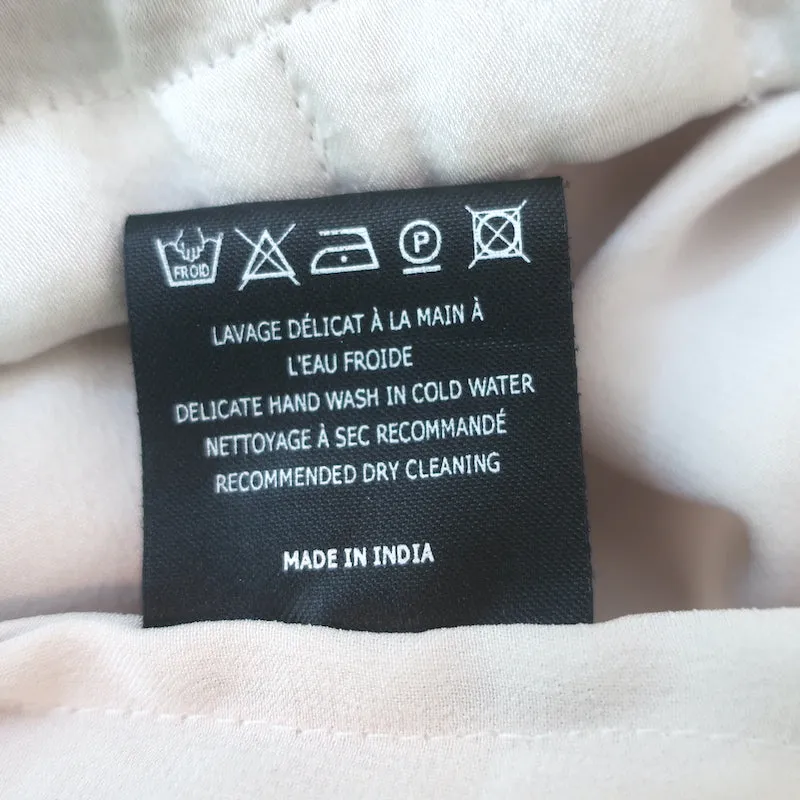 FROID
P
LAVAGE DÉLICAT À LA MAIN À
L'EAU FROIDE
DELICATE HAND WASH IN COLD WATER
NETTOYAGE À SEC RECOMMANDÉ
RECOMMENDED DRY CLEANING
MADE IN INDIA